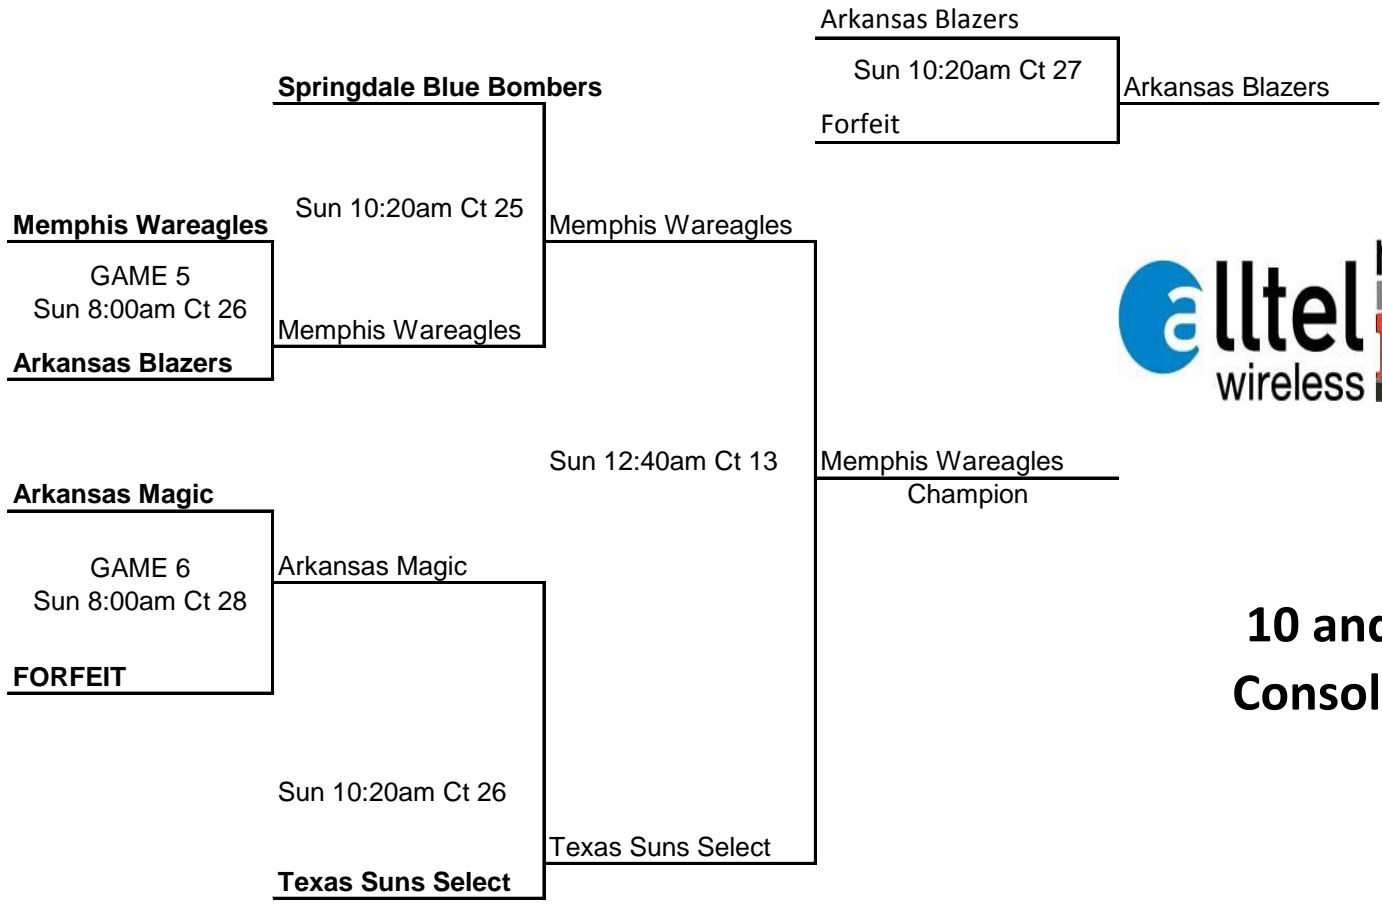 Arkansas Blazers
Sun 10:20am Ct 27
Springdale Blue Bombers
Arkansas Blazers
Forfeit
Sun 10:20am Ct 25
Memphis Wareagles
Memphis Wareagles
GAME 5
Sun 8:00am Ct 26
Memphis Wareagles
Arkansas Blazers
alltel
wireless
Sun 12:40am Ct 13
Memphis Wareagles
Champion
Arkansas Magic
GAME 6
Sun 8:00am Ct 28
Arkansas Magic
FORFEIT
10 and
Consol
Sun 10:20am Ct 26
Texas Suns Select
Texas Suns Select